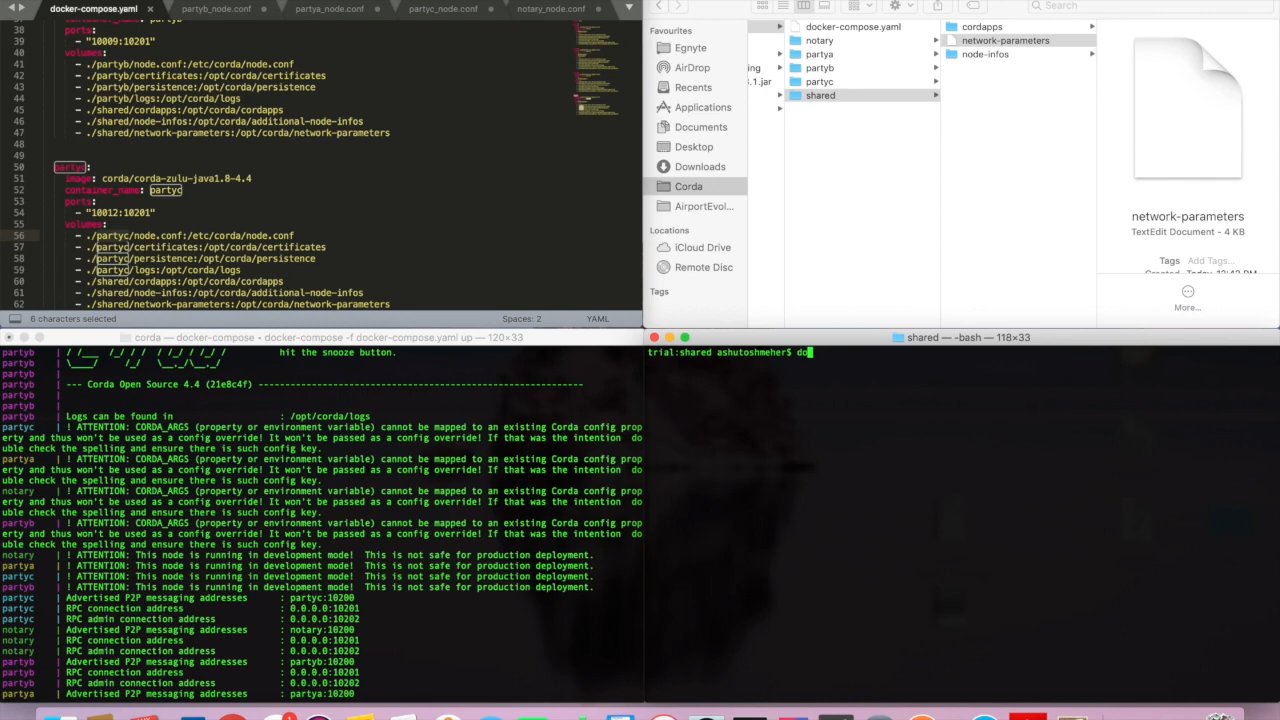 docker-compose.yaml
partyb_node.conf
partya_node.conf
partyc_node.conf
notary_node.conf
38 ports:
39 - "10009:10201"
40 volumes:
41 - ./partyb/node.conf:/etc/corda/node.conf
42 - ./partyb/certificates:/opt/corda/certificates
43 - ./partyb/persistence:/opt/corda/persistence
44 - ./partyb/logs:/opt/corda/logs
45 - ./shared/cordapps:/opt/corda/cordapps
46 - ./shared/node-infos:/opt/corda/additional-node-infos
47 - ./shared/network-parameters:/opt/corda/network-parameters
48
49
50 partyc:
51 image: corda/corda-zulu-java1.8-4.4
52 container_name: partyc
53 ports:
54 - "10012:10201"
55 volumes:
56 - ./partyc/node.conf:/etc/corda/node.conf
57 - ./partyc/certificates:/opt/corda/certificates
58 - ./partyc/persistence:/opt/corda/persistence
59 - ./partyc/logs:/opt/corda/logs
60 - ./shared/cordapps:/opt/corda/cordapps
61 - ./shared/node-infos:/opt/corda/additional-node-infos
62 - ./shared/network-parameters:/opt/corda/network-parameters
6 characters selected
Spaces: 2
YAML
Search
Favourites
Egnyte
AirDrop
Recents
Applications
Documents
Desktop
Downloads
Corda
AirportEvol...
Locations
iCloud Drive
Remote Disc
Tags
ing
.1.jar
docker-compose.yaml
notary
partya
partyb
partyc
shared
cordapps
network-parameters
node-infos
network-parameters
TextEdit Document - 4 KB
Tags Add Tags...
More...
corda — docker-compose • docker-compose -f docker-compose.yaml up — 120×33
partyb | / /___ /_/ / / / /_/ / /_/ / hit the snooze button.
partyb | \____/ /_/ \__,_/\__,_/
partyb |
partyb | --- Corda Open Source 4.4 (21e8c4f) -------------------------------------------------------------
partyb |
partyb |
partyb | Logs can be found in : /opt/corda/logs
partyc | ! ATTENTION: CORDA_ARGS (property or environment variable) cannot be mapped to an existing Corda config prop
erty and thus won't be used as a config override! It won't be passed as a config override! If that was the intention do
uble check the spelling and ensure there is such config key.
partya | ! ATTENTION: CORDA_ARGS (property or environment variable) cannot be mapped to an existing Corda config prop
erty and thus won't be used as a config override! It won't be passed as a config override! If that was the intention do
uble check the spelling and ensure there is such config key.
notary | ! ATTENTION: CORDA_ARGS (property or environment variable) cannot be mapped to an existing Corda config prop
erty and thus won't be used as a config override! It won't be passed as a config override! If that was the intention do
uble check the spelling and ensure there is such config key.
partyb | ! ATTENTION: CORDA_ARGS (property or environment variable) cannot be mapped to an existing Corda config prop
erty and thus won't be used as a config override! It won't be passed as a config override! If that was the intention do
uble check the spelling and ensure there is such config key.
notary | ! ATTENTION: This node is running in development mode! This is not safe for production deployment.
partya | ! ATTENTION: This node is running in development mode! This is not safe for production deployment.
partyc | ! ATTENTION: This node is running in development mode! This is not safe for production deployment.
partyb | ! ATTENTION: This node is running in development mode! This is not safe for production deployment.
partyc | Advertised P2P messaging addresses : partyc:10200
partyc | RPC connection address : 0.0.0.0:10201
partyc | RPC admin connection address : 0.0.0.0:10202
notary | Advertised P2P messaging addresses : notary:10200
notary | RPC connection address : 0.0.0.0:10201
notary | RPC admin connection address : 0.0.0.0:10202
partyb | Advertised P2P messaging addresses : partyb:10200
partyb | RPC connection address : 0.0.0.0:10201
partyb | RPC admin connection address : 0.0.0.0:10202
partya | Advertised P2P messaging addresses : partya:10200
shared — -bash — 118×33
trial:shared ashutoshmeher$ do